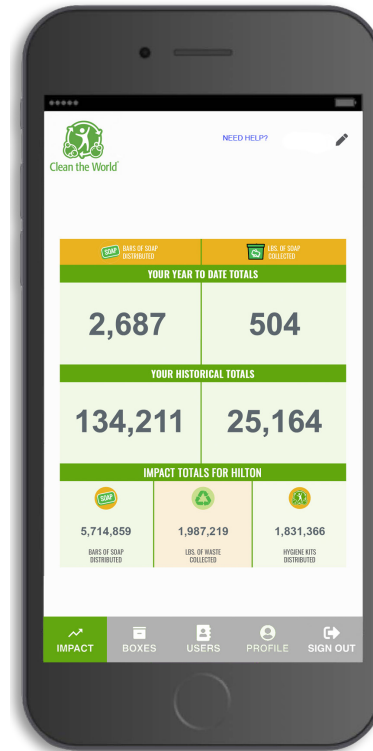 NEED HELP?
Clean the World
SOAP BARS OF SOAP
DISTRIBUTED
LBS. OF SOAP
COLLECTED
YOUR YEAR TO DATE TOTALS
2,687
504
YOUR HISTORICAL TOTALS
134,211
25,164
IMPACT TOTALS FOR HILTON
SOAP
5,714,859
1,987,219
1,831,366
BARS OF SOAP
DISTRIBUTED
LBS. OF WASTE
COLLECTED
HYGIENE KITS
DISTRIBUTED
IMPACT
BOXES
USERS
PROFILE
SIGN OUT